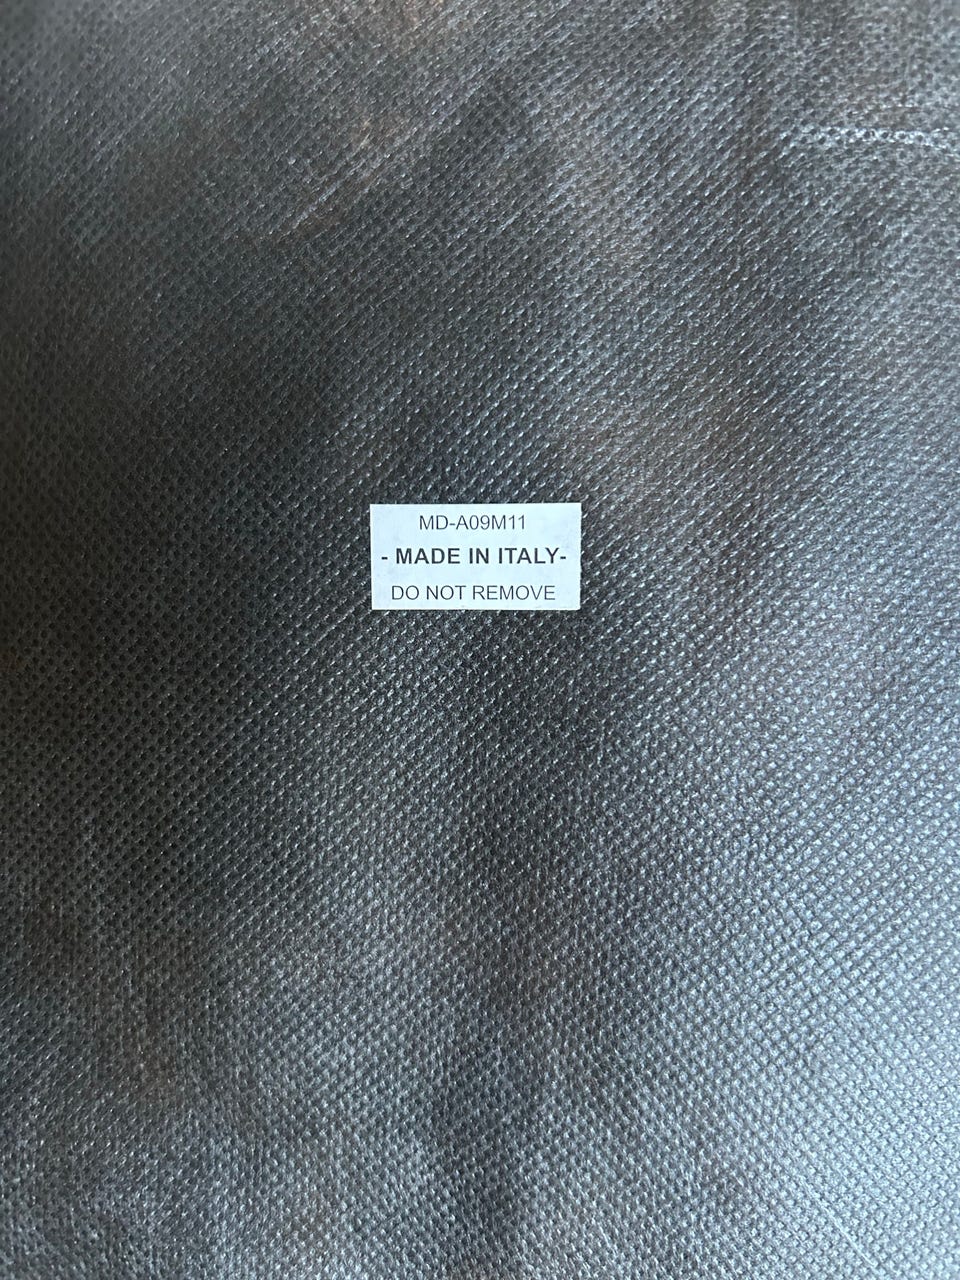 MD-A09M11
- MADE IN ITALY-
DO NOT REMOVE